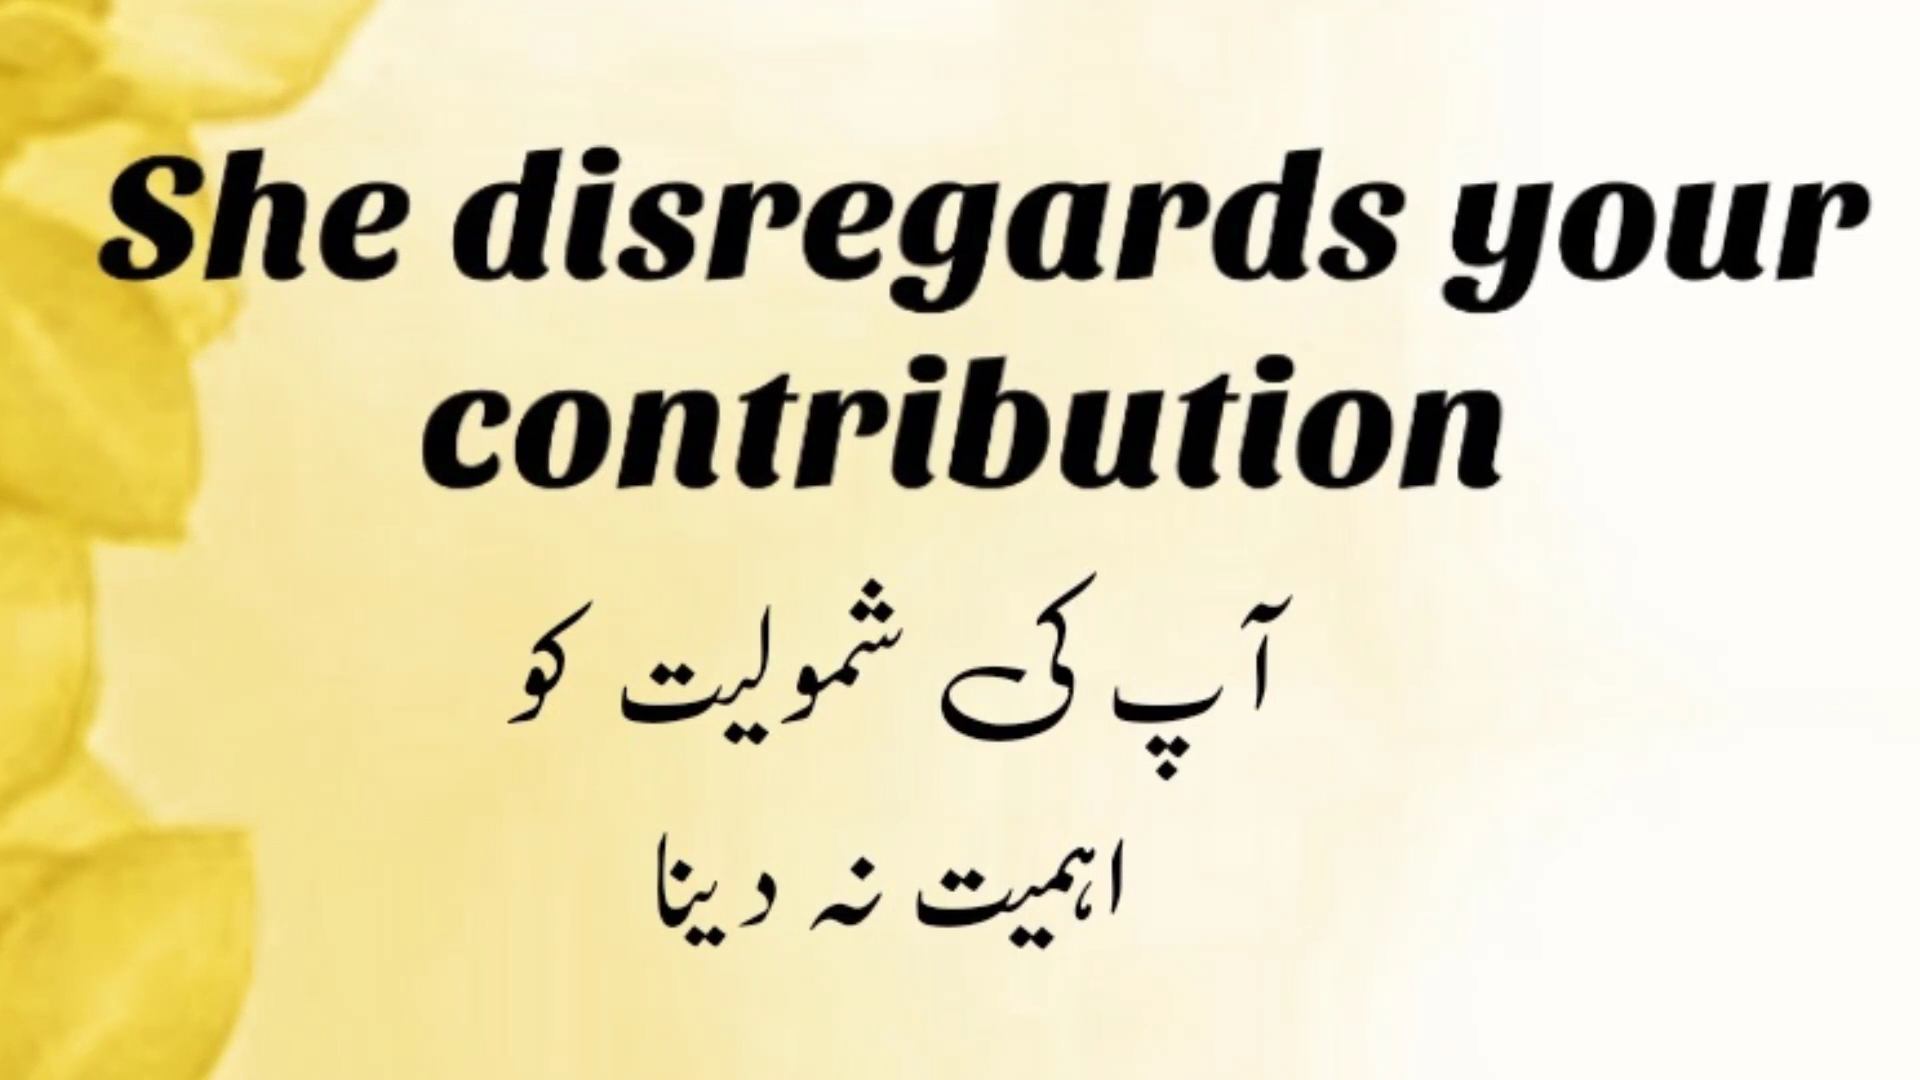 She disregards your
contribution
آپ کی شمولیت کو
اہمیت نہ دینا